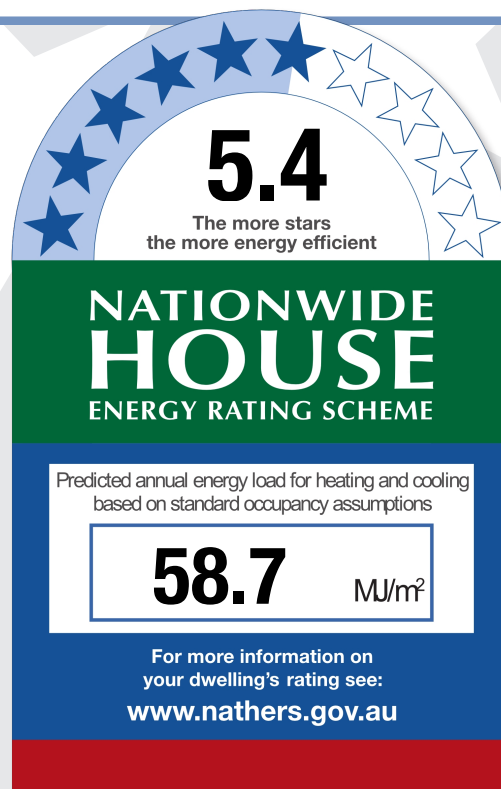 5.4
The more stars
the more energy efficient
NATIONWIDE
HOUSE
ENERGY RATING SCHEME
Predicted annual energy load for heating and cooling
based on standard occupancy assumptions
58.7 MJ/m²
For more information on
your dwelling's rating see:
www.nathers.gov.au